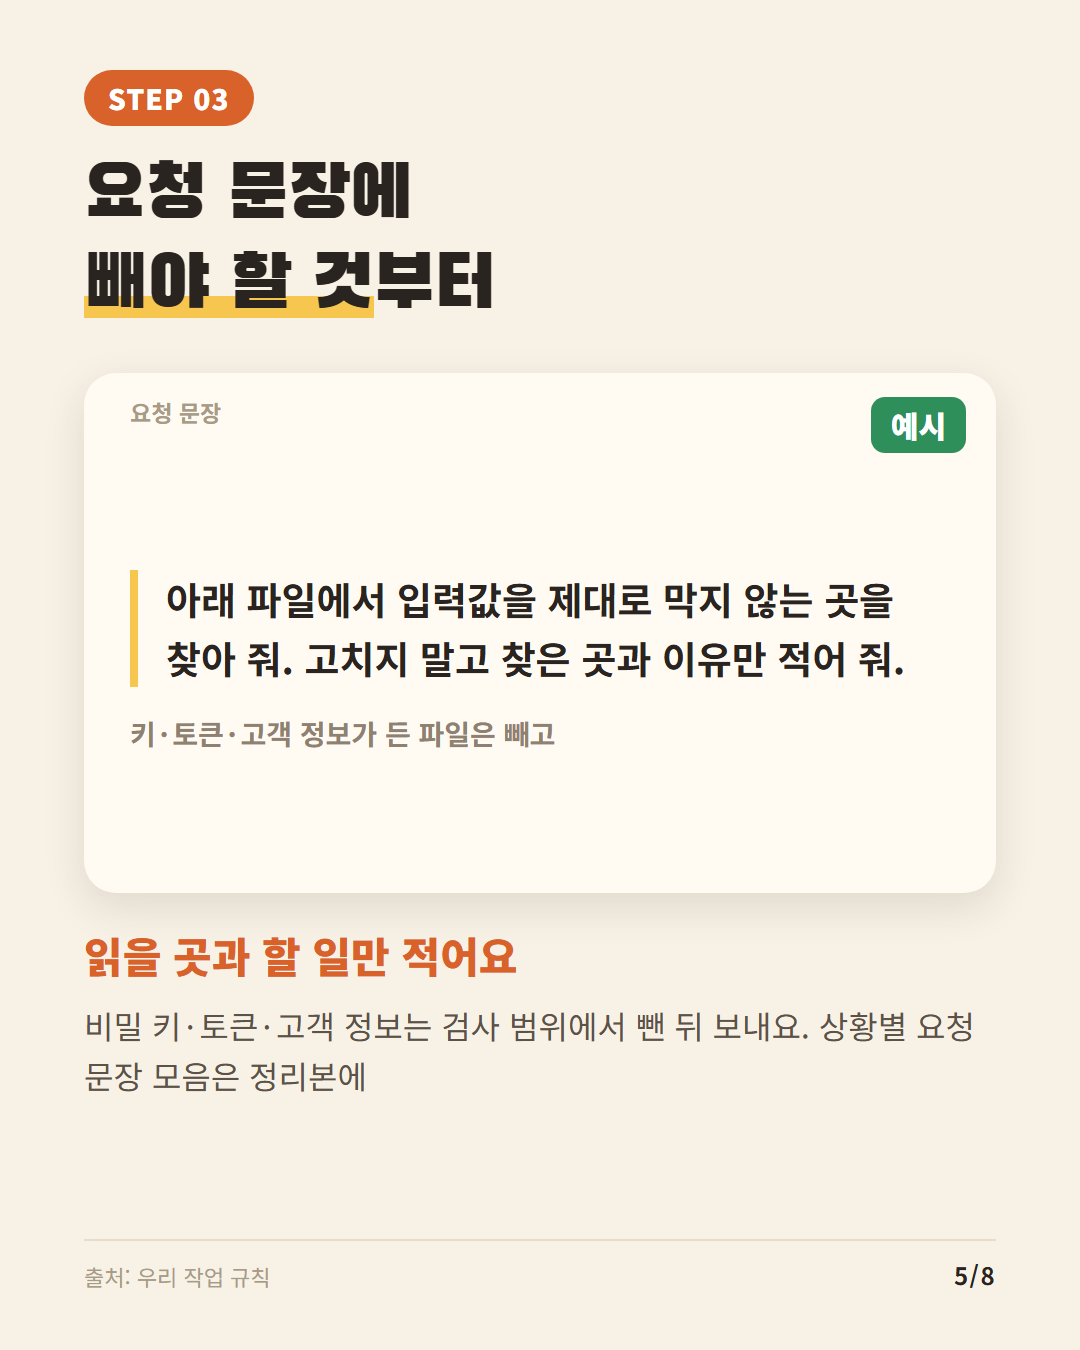 STEP 03
요청 문장에
빼야 할 것부터
요청 문장
예시
아래 파일에서 입력값을 제대로 막지 않는 곳을
찾아 줘. 고치지 말고 찾은 곳과 이유만 적어 줘.
키·토큰·고객 정보가 든 파일은 빼고
읽을 곳과 할 일만 적어요
비밀 키·토큰·고객 정보는 검사 범위에서 뺀 뒤 보내요. 상황별 요청
문장 모음은 정리본에
출처: 우리 작업 규칙
5/8